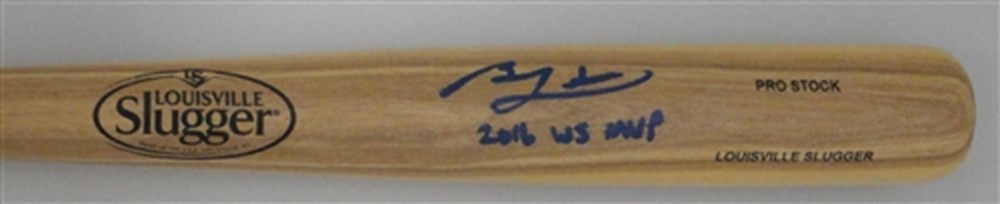 LOUISVILLE
Slugger
2016 WS MVP
PRO STOCK
LOUISVILLE SLUGGER